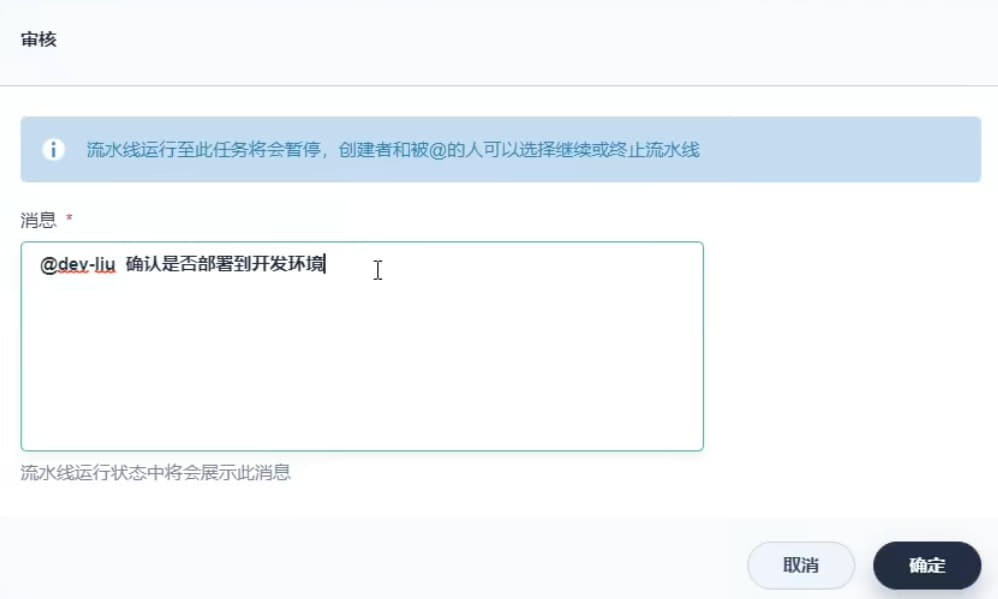 审核
流水线运行至此任务将会暂停，创建者和被@的人可以选择继续或终止流水线
消息 *
@dev-liu 确认是否部署到开发环境
流水线运行状态中将会展示此消息
取消 确定